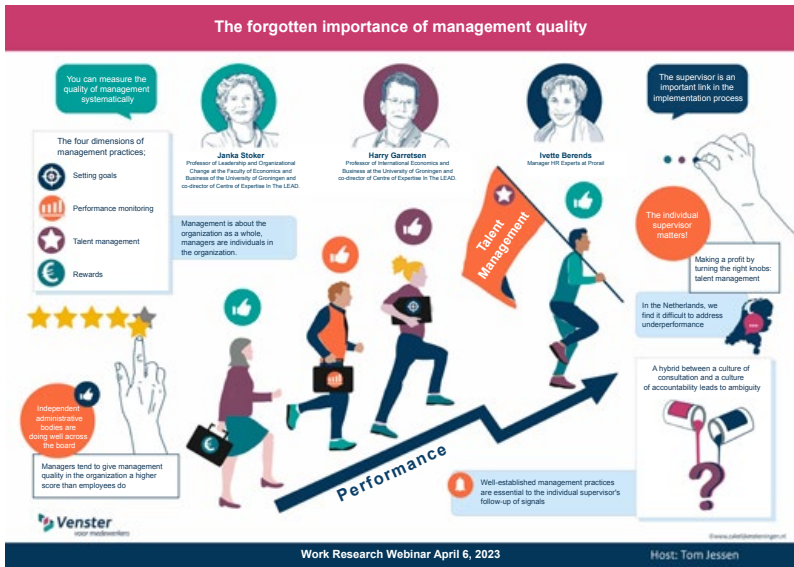 The forgotten importance of management quality
You can measure the
quality of management
systematically
The supervisor is an
important link in the
implementation process
The four dimensions of
management practices;
Setting goals
Performance monitoring
Talent management
Rewards
Janka Stoker
Professor of Leadership and Organizational
Change at the Faculty of Economics and
Business of the University of Groningen and
co-director of Centre of Expertise In The LEAD.
Harry Garretsen
Professor of International Economics and
Business at the University of Groningen and
co-director of Centre of Expertise In The LEAD.
Ivette Berends
Manager HR Experts at Prorail
Management is about the
organization as a whole,
managers are individuals in
the organization.
Talent
Management
The individual
supervisor
matters!
Making a profit by
turning the right knobs:
talent management
In the Netherlands, we
find it difficult to address
underperformance
A hybrid between a culture of
consultation and a culture
of accountability leads to ambiguity
Independent
administrative
bodies are
doing well across
the board
Managers tend to give management
quality in the organization a higher
score than employees do
Performance
Well-established management practices
are essential to the individual supervisor's
follow-up of signals
Venster
voor medewerkers
©www.zakelijketekeningen.nl
Work Research Webinar April 6, 2023
Host: Tom Jessen